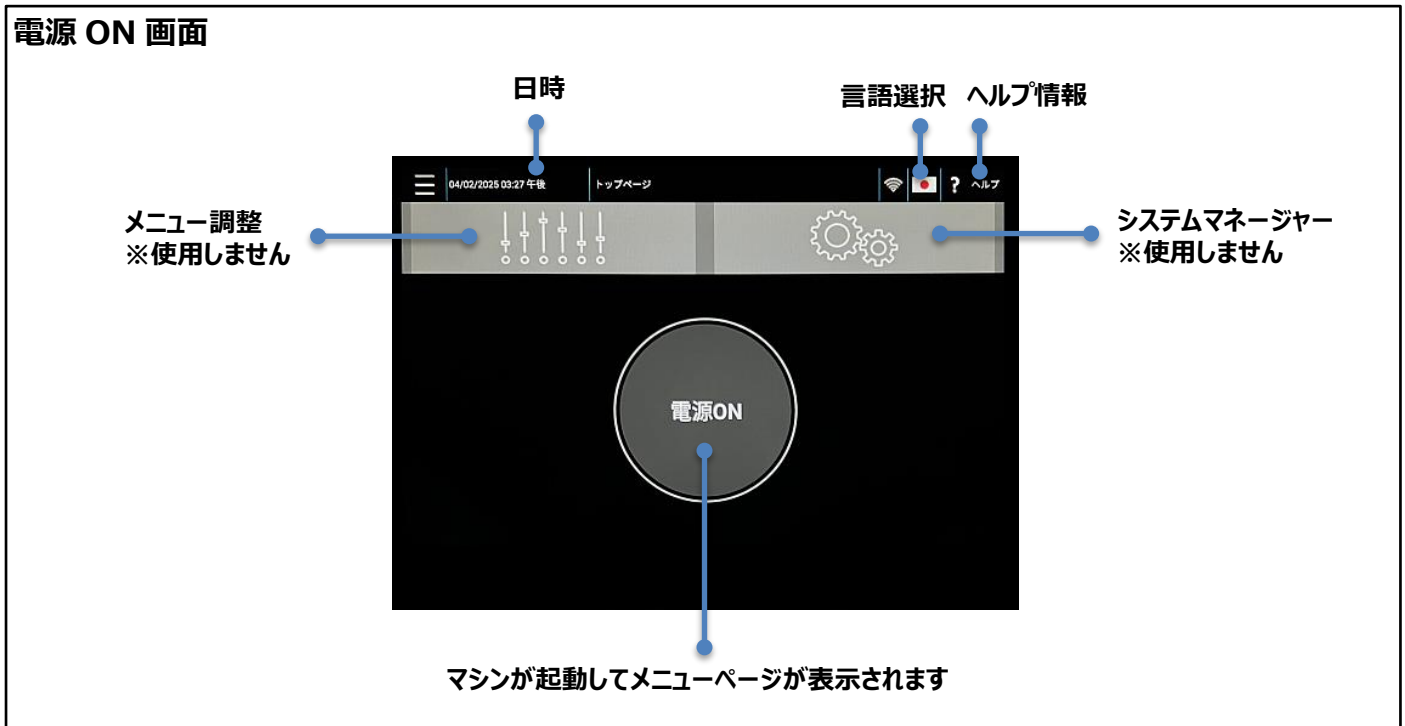 電源 ON 画面
日時
言語選択 ヘルプ情報
04/02/2025 03:27 午後
トップページ
? ヘルプ
メニュー調整
※使用しません
システムマネージャー
※使用しません
電源ON
マシンが起動してメニューページが表示されます